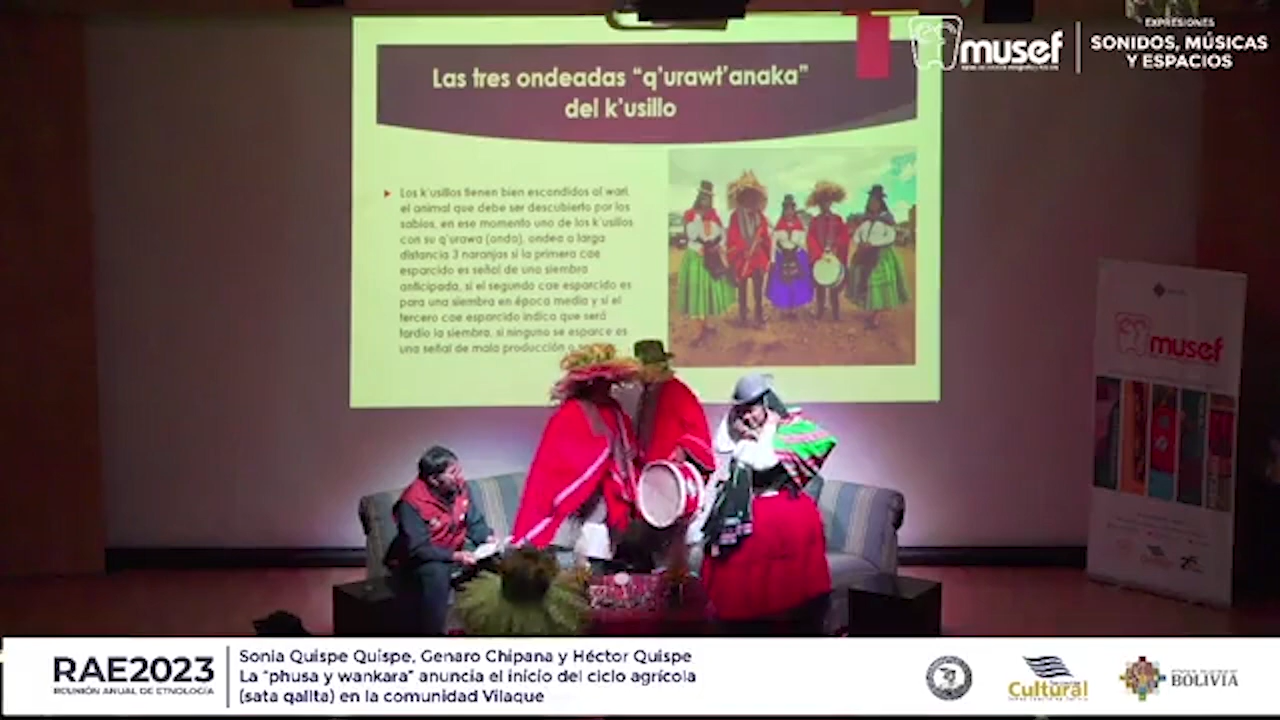 musef
EXPRESIONES
SONIDOS, MÚSICAS
Y ESPACIOS
Las tres ondeadas “q’urawt’anaka”
del k’usillo
Los k’usillos tienen bien escondidos al wari,
el animal que debe ser descubierto por los
sabios, en ese momento uno de los k’usillos
con su q’urawa (onda), ondea a larga
distancia 3 naranjas si la primera cae
esparcido es señal de una siembra
anticipada, si el segundo cae esparcido es
para una siembra en época media y si el
tercero cae esparcido indica que será
tardío la siembra, si ninguno se esparce es
una señal de mala producción o
musef
RAE2023
REUNIÓN ANUAL DE ETNOLOGÍA
Sonia Quispe Quispe, Genaro Chipana y Héctor Quispe
La “phusa y wankara” anuncia el inicio del ciclo agrícola
(sata qallta) en la comunidad Vilaque
Cultural
BOLIVIA